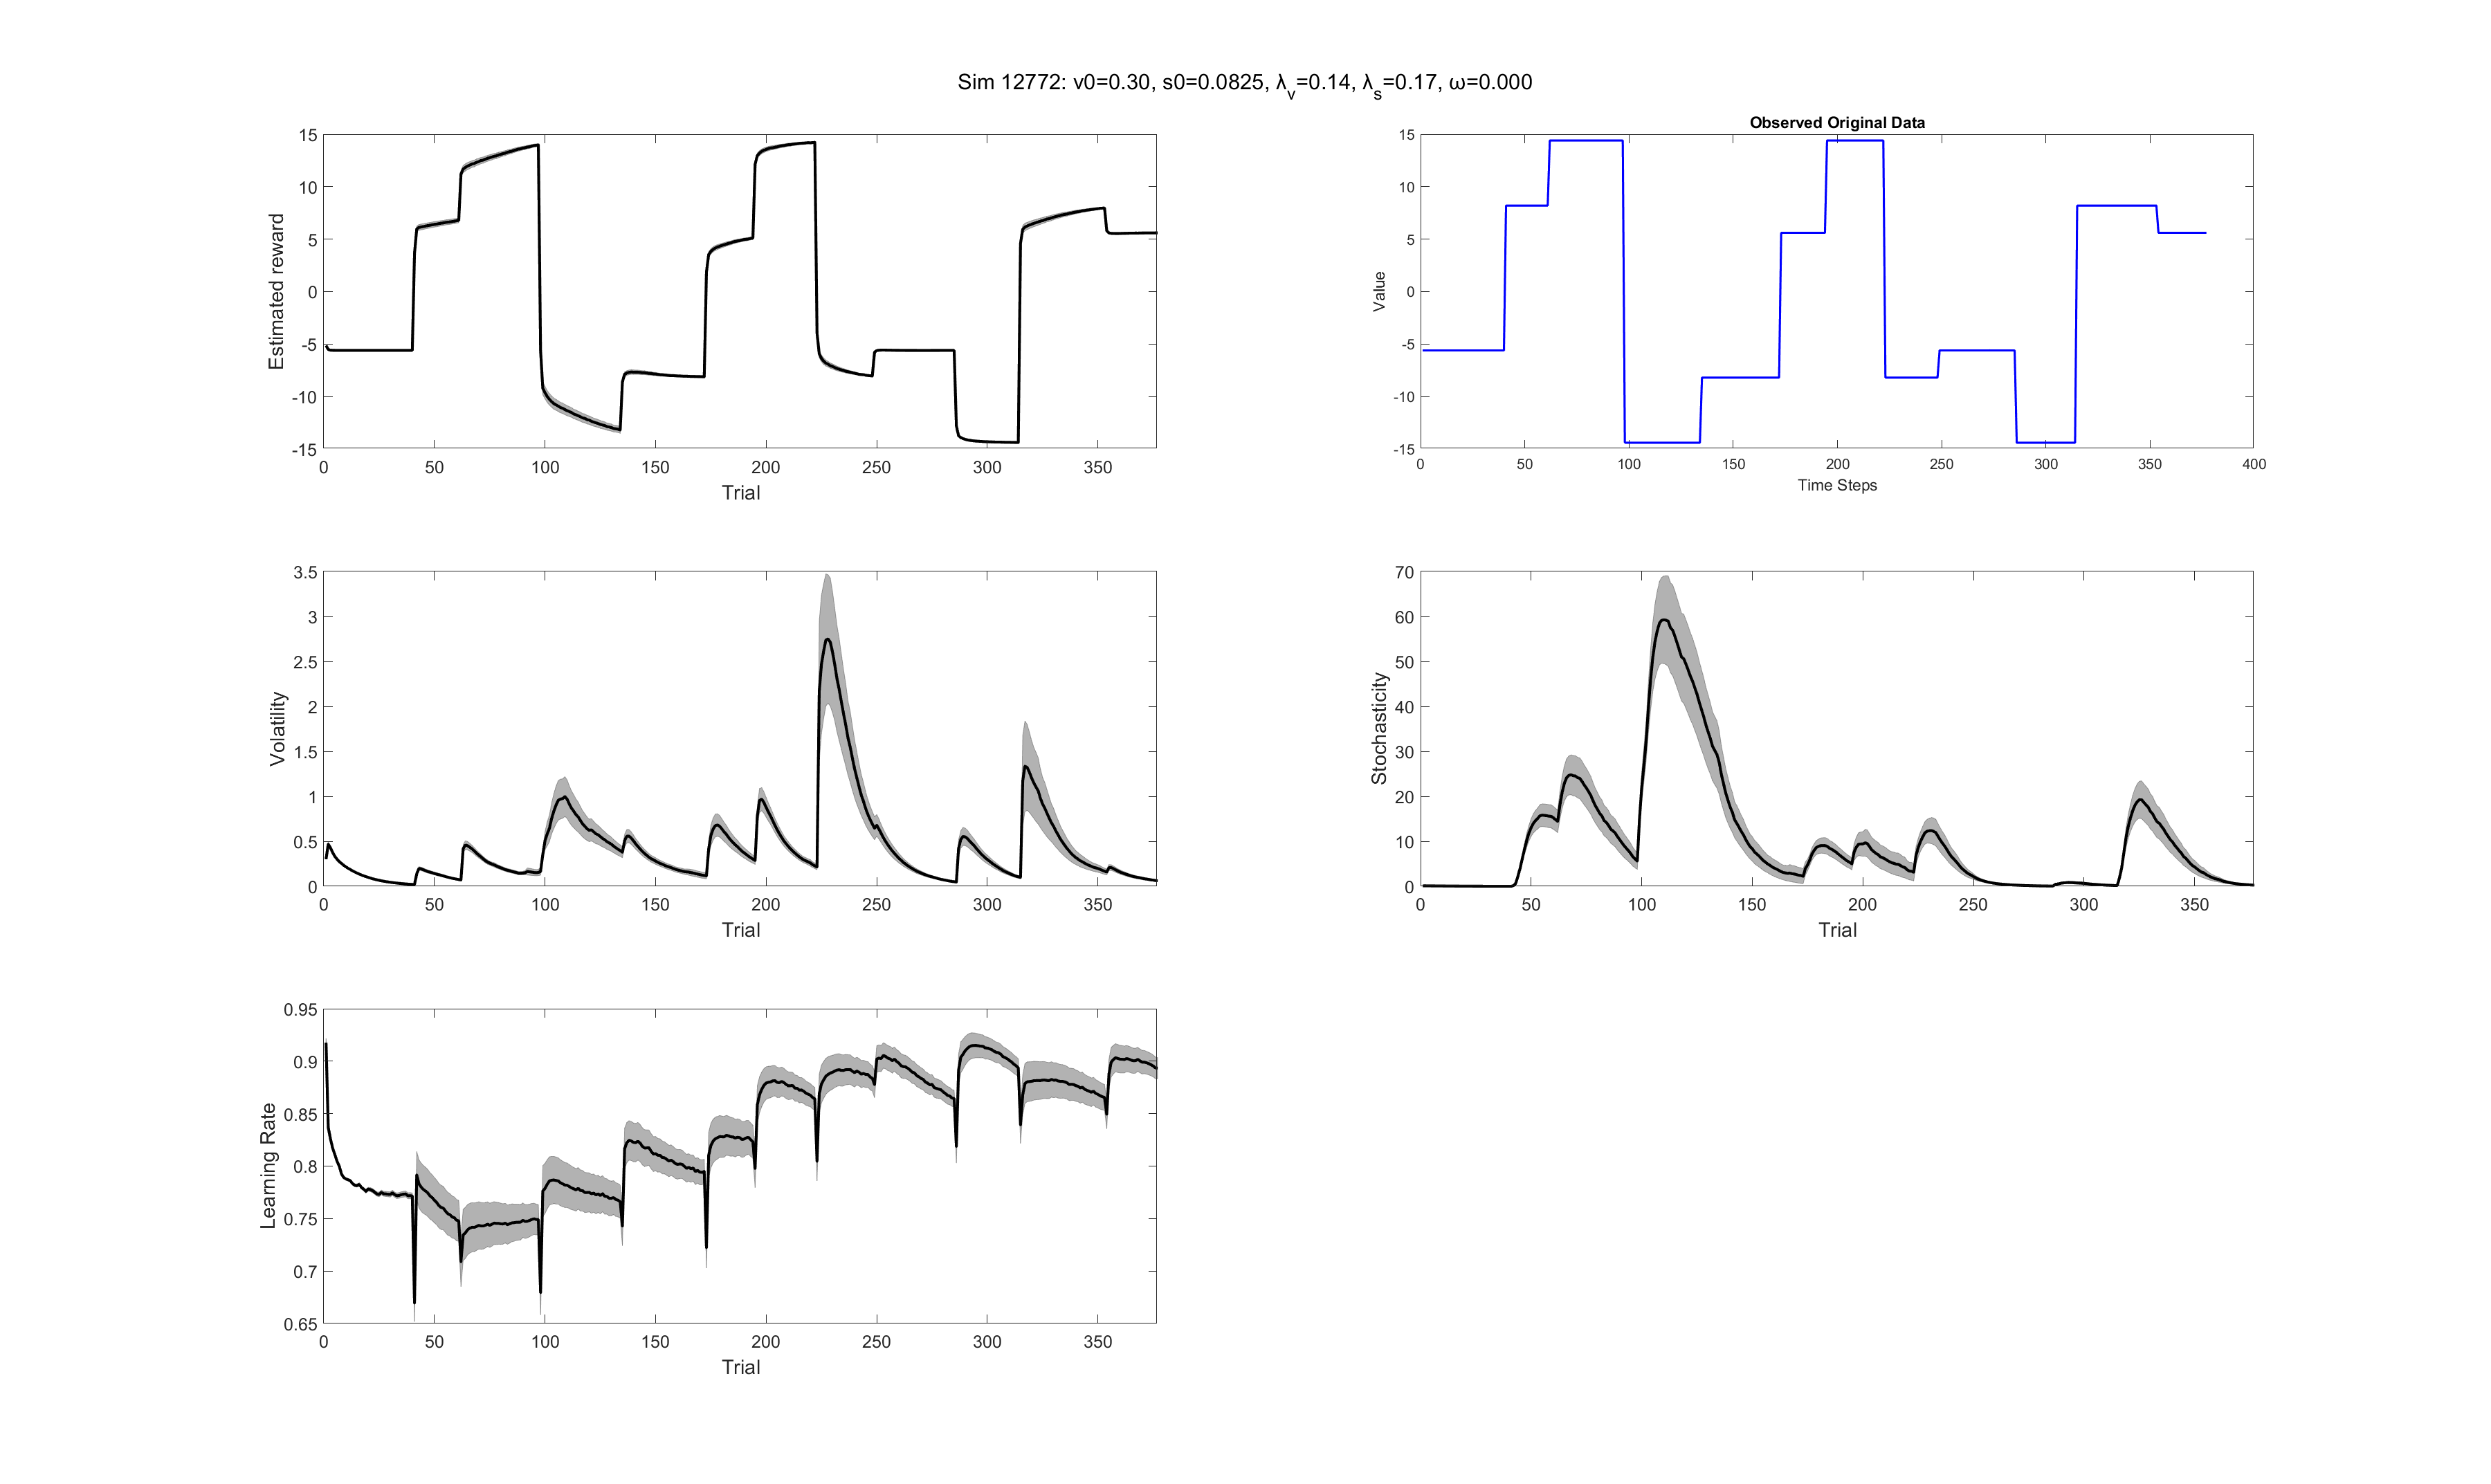 Sim 12772: v0=0.30, s0=0.0825, λv=0.14, λs=0.17, ω=0.000
Estimated reward
15
10
5
0
-5
-10
-15
0 50 100 150 200 250 300 350
Trial
Observed Original Data
Value
15
10
5
0
-5
-10
-15
0 50 100 150 200 250 300 350 400
Time Steps
Volatility
3.5
3
2.5
2
1.5
1
0.5
0
0 50 100 150 200 250 300 350
Trial
Stochasticity
70
60
50
40
30
20
10
0
0 50 100 150 200 250 300 350
Trial
Learning Rate
0.95
0.9
0.85
0.8
0.75
0.7
0.65
0 50 100 150 200 250 300 350
Trial